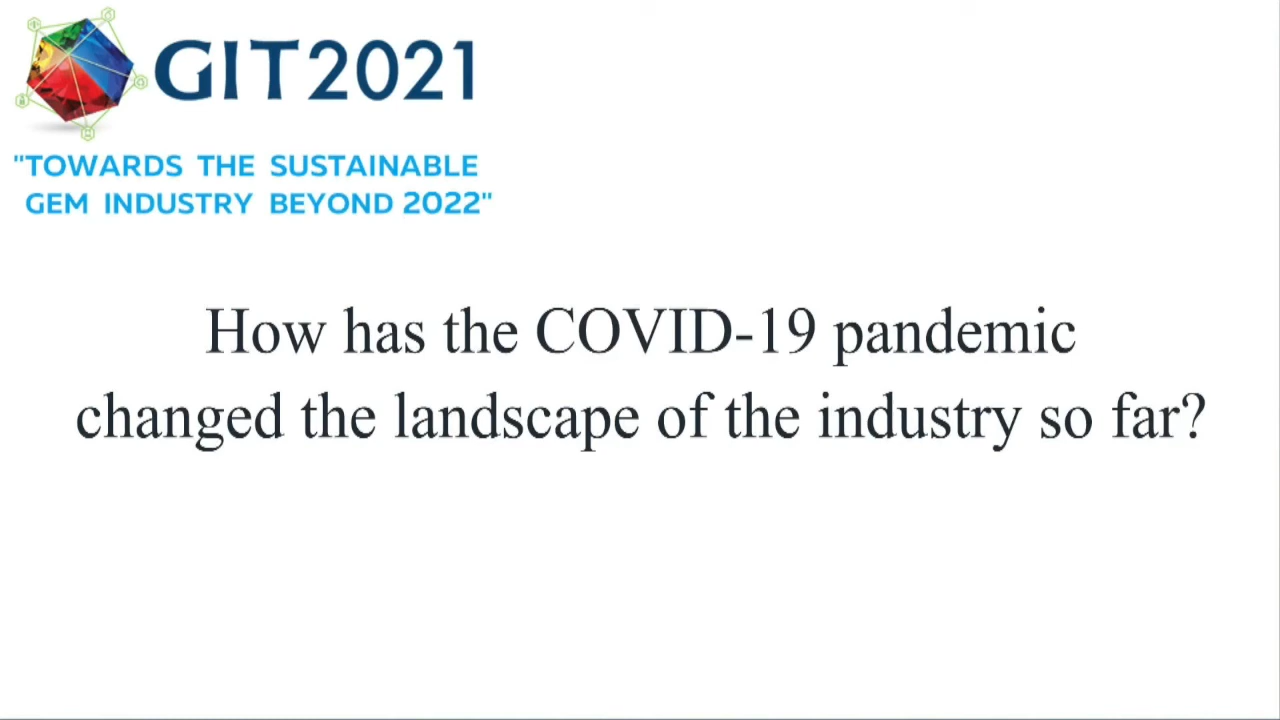 GIT2021
"TOWARDS THE SUSTAINABLE
GEM INDUSTRY BEYOND 2022"
How has the COVID-19 pandemic
changed the landscape of the industry so far?